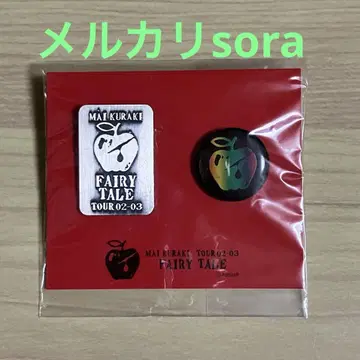 メルカリsora
MAI KURAKI
FAIRY
TALE
TOUR 02-03
MAI KURAKI TOUR 02-03
FAIRY TALE